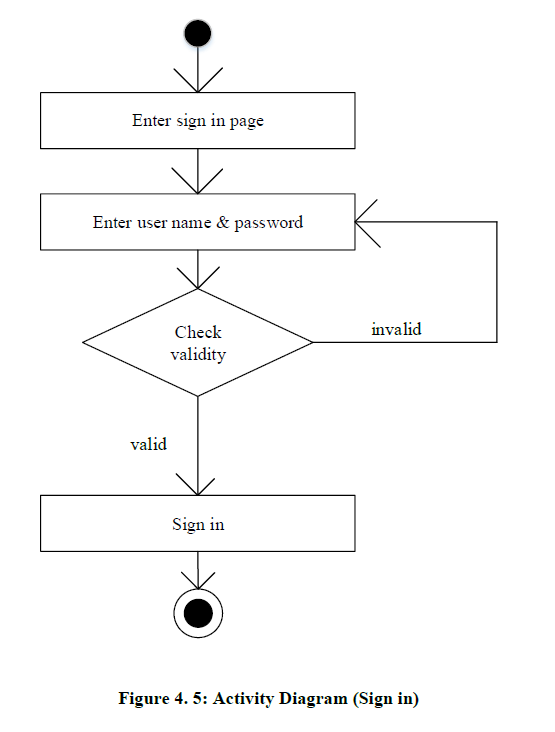 Enter sign in page
Enter user name & password
Check
validity
invalid
valid
Sign in
Figure 4. 5: Activity Diagram (Sign in)